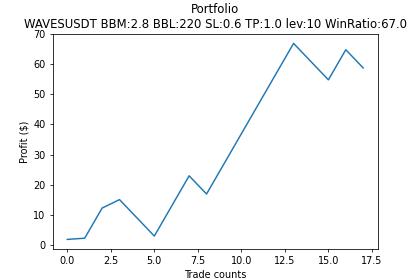 Portfolio
WAVESUSDT BBM:2.8 BBL:220 SL:0.6 TP:1.0 lev:10 WinRatio:67.0
70
60
50
40
30
20
10
0
Profit ($)
0.0 2.5 5.0 7.5 10.0 12.5 15.0 17.5
Trade counts